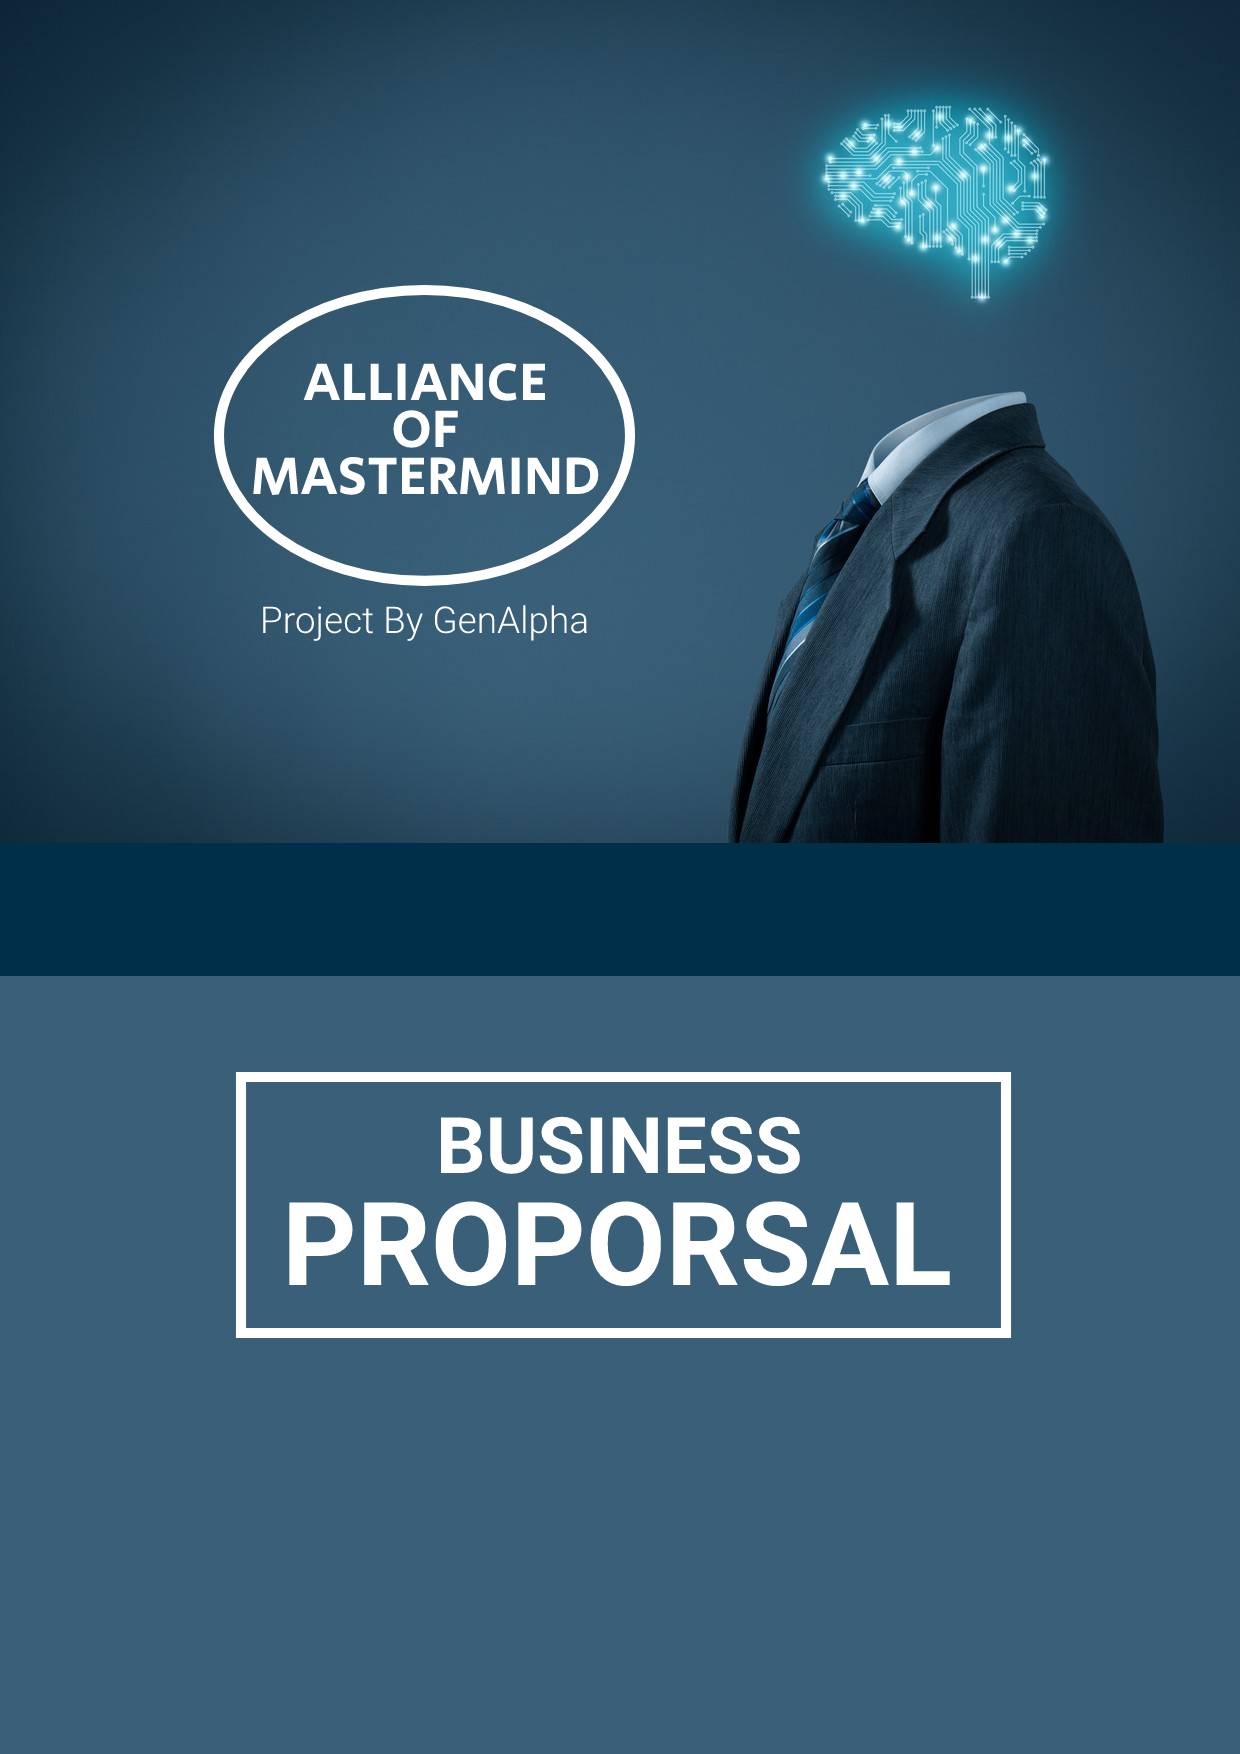 ALLIANCE
OF
MASTERMIND
Project By GenAlpha
BUSINESS
PROPORSAL